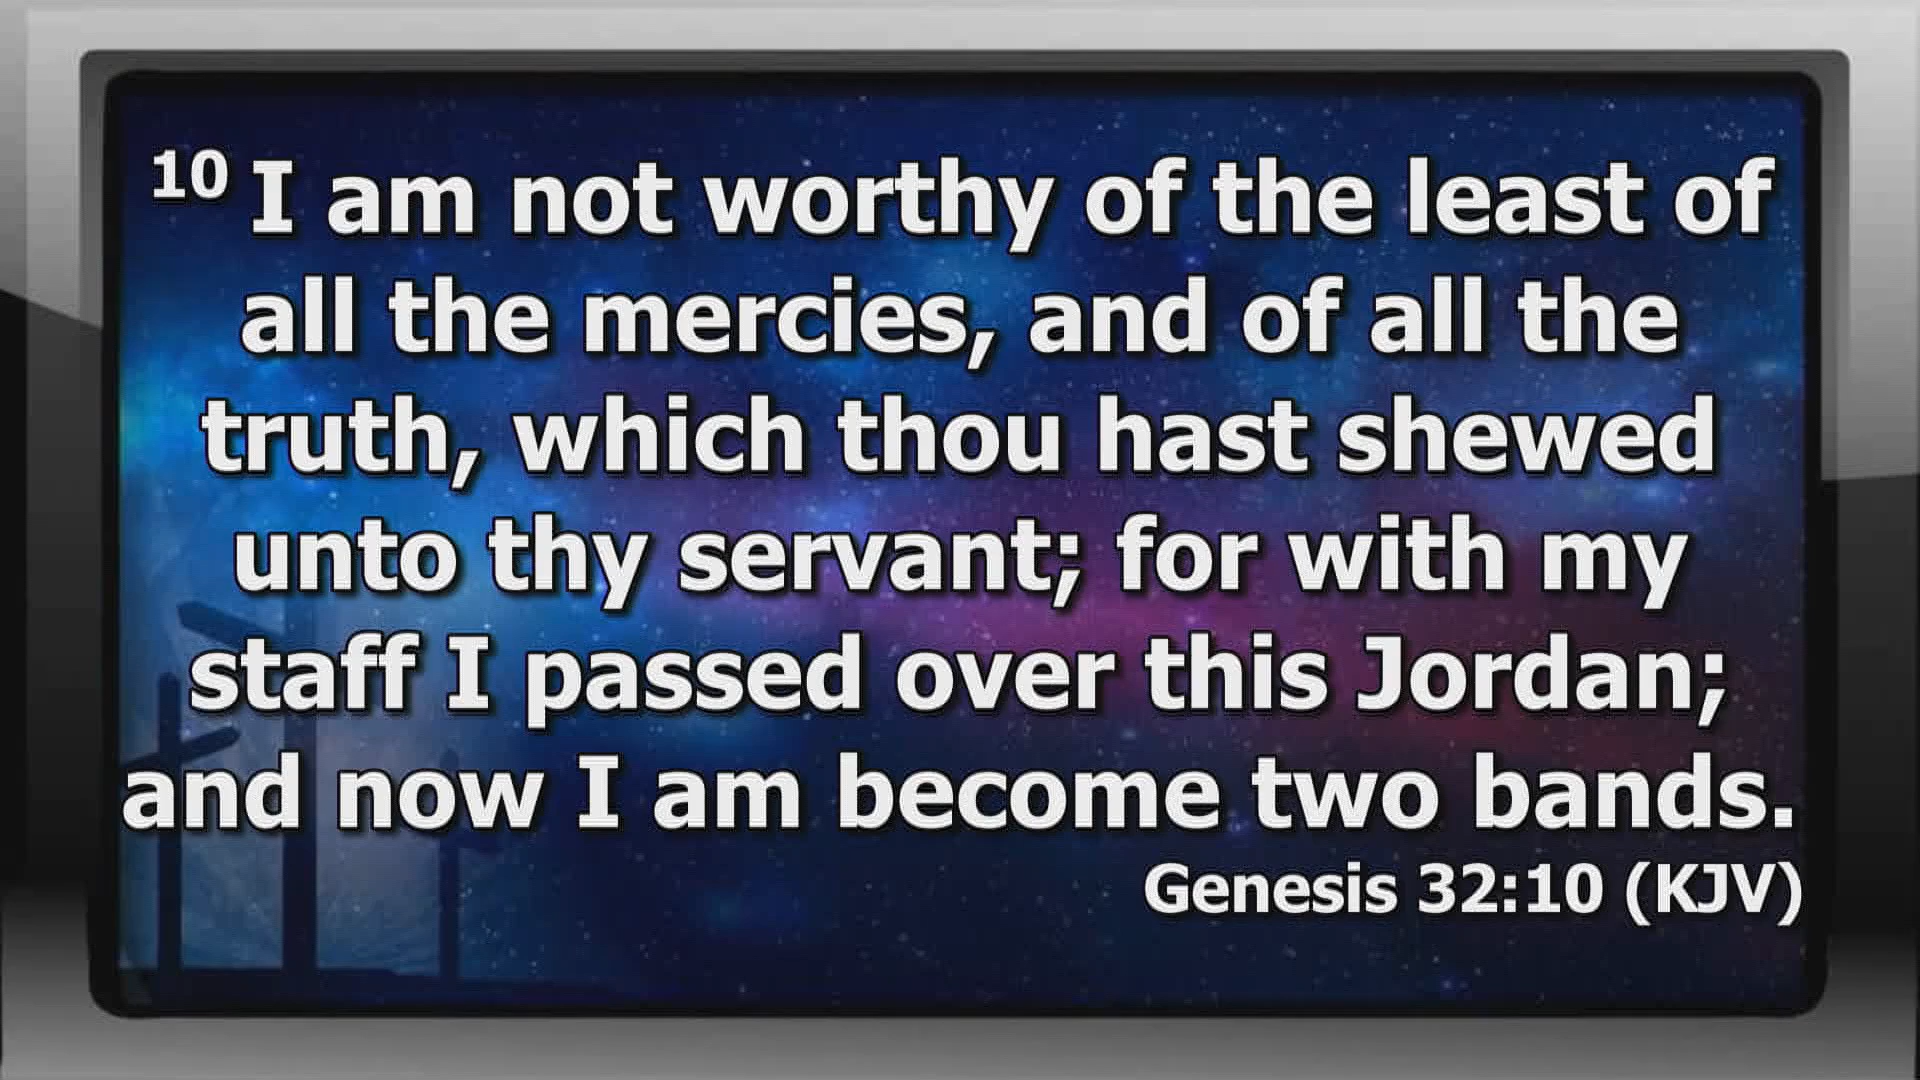 10 I am not worthy of the least of
all the mercies, and of all the
truth, which thou hast shewed
unto thy servant; for with my
staff I passed over this Jordan;
and now I am become two bands.
Genesis 32:10 (KJV)